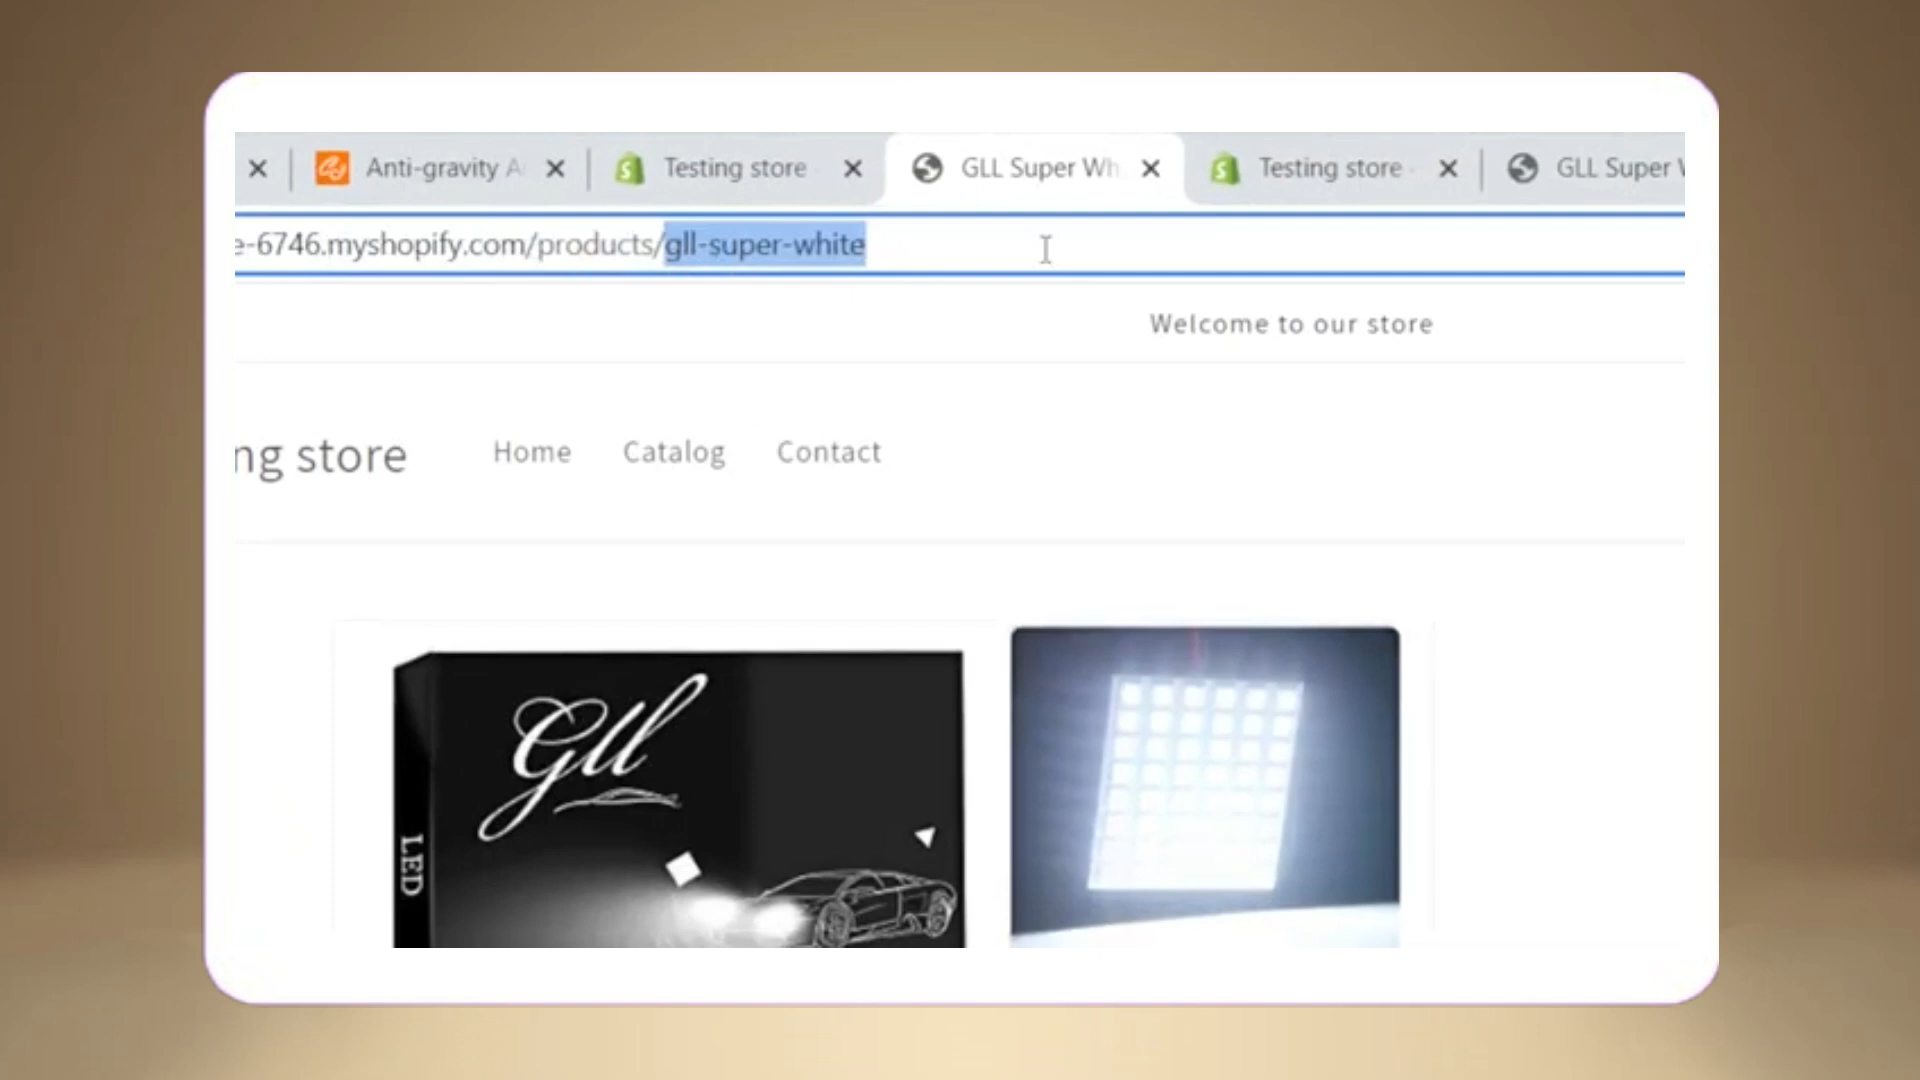 Anti-gravity A
Testing store
GLL Super Wh
Testing store -
GLL Super
e-6746.myshopify.com/products/gll-super-white
Welcome to our store
ng store
Home
Catalog
Contact
Gll
LED